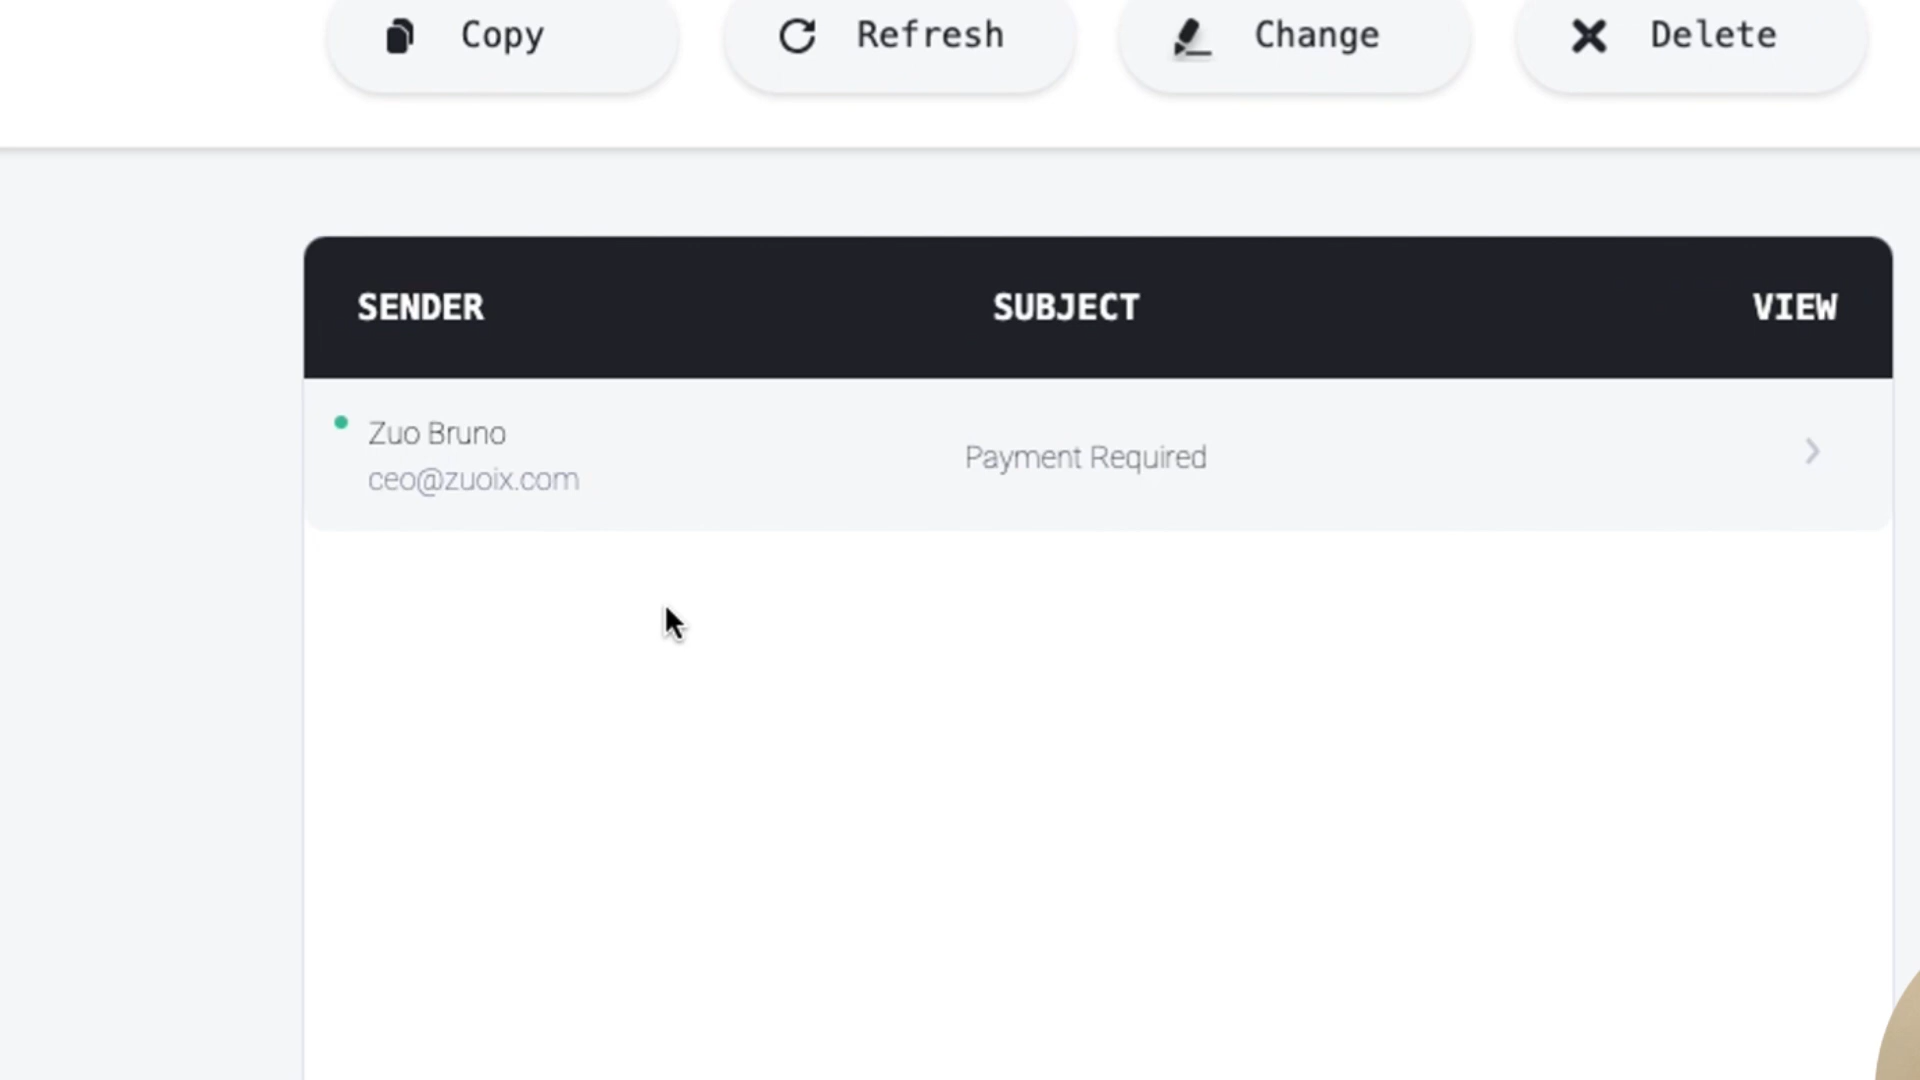 Copy Refresh Change Delete
SENDER SUBJECT VIEW
Zuo Bruno
ceo@zuoix.com
Payment Required